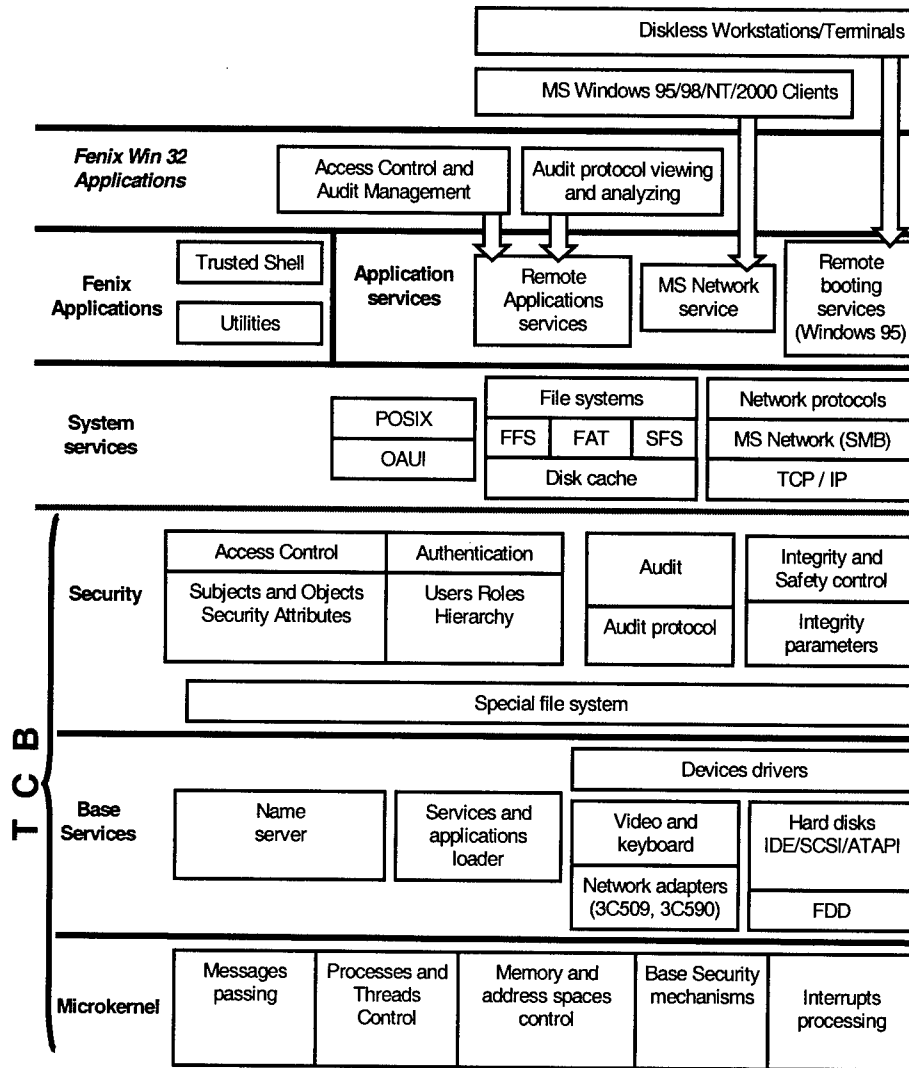 Diskless Workstations/Terminals
MS Windows 95/98/NT/2000 Clients
Fenix Win 32
Applications
Access Control and
Audit Management
Audit protocol viewing
and analyzing
Fenix
Applications
Trusted Shell
Utilities
Application
services
Remote
Applications
services
MS Network
service
Remote
booting
services
(Windows 95)
System
services
POSIX
OAUI
File systems
FFS
FAT
SFS
Disk cache
Network protocols
MS Network (SMB)
TCP / IP
T C B
Security
Access Control
Subjects and Objects
Security Attributes
Authentication
Users Roles
Hierarchy
Audit
Audit protocol
Integrity and
Safety control
Integrity
parameters
Special file system
Base
Services
Name
server
Services and
applications
loader
Devices drivers
Video and
keyboard
Network adapters
(3C509, 3C590)
Hard disks
IDE/SCSI/ATAPI
FDD
Microkernel
Messages
passing
Processes and
Threads
Control
Memory and
address spaces
control
Base Security
mechanisms
Interrupts
processing